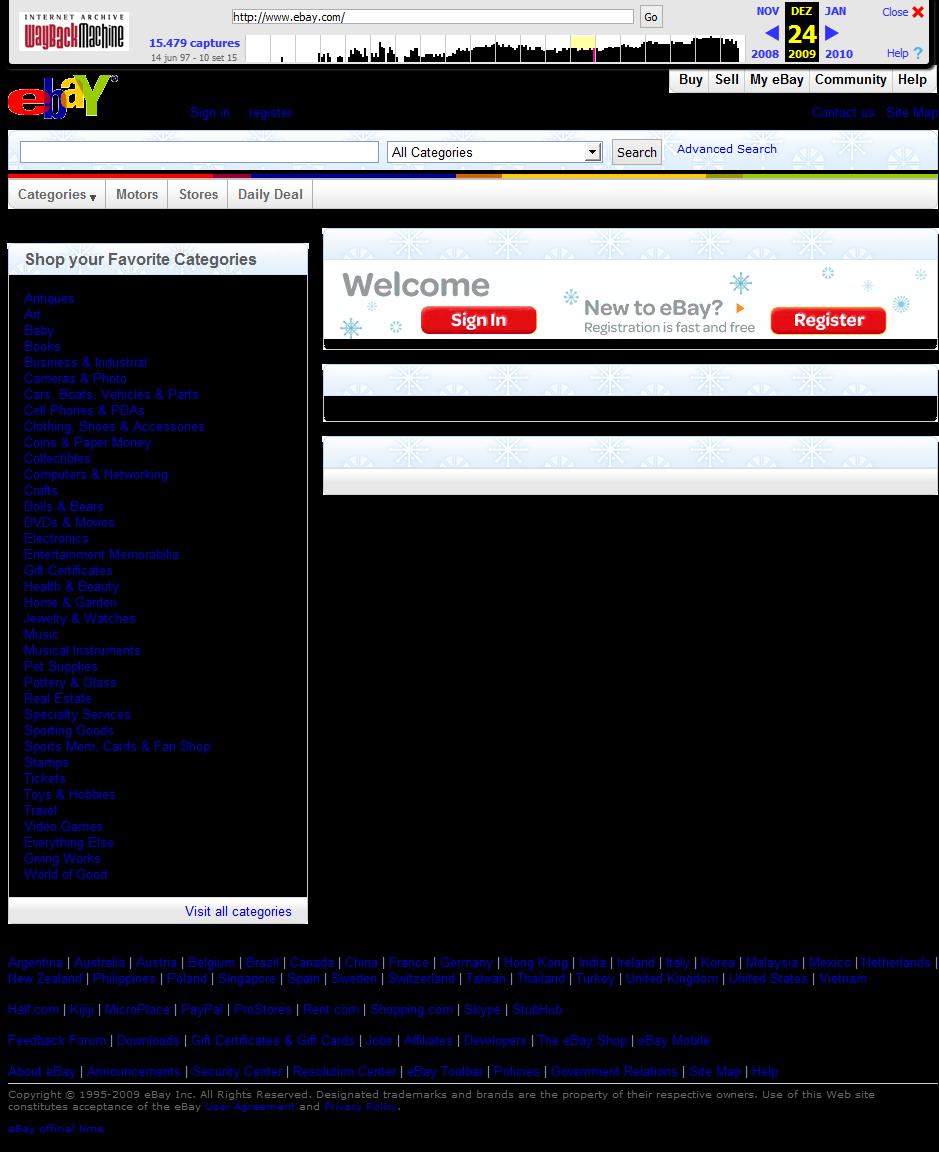 INTERNET ARCHIVE
WayBackMachine
http://www.ebay.com/
Go
15.479 captures
14 jun 97 - 10 set 15
NOV DEZ JAN
24
2008 2009 2010
Close
Help ?
ebaY®
Sign in register
Buy Sell My eBay Community Help
Contact us Site Map
All Categories
Search
Advanced Search
Categories Motors Stores Daily Deal
Shop your Favorite Categories
Antiques
Art
Baby
Books
Business & Industrial
Cameras & Photo
Cars, Boats, Vehicles & Parts
Cell Phones & PDAs
Clothing, Shoes & Accessories
Coins & Paper Money
Collectibles
Computers & Networking
Crafts
Dolls & Bears
DVDs & Movies
Electronics
Entertainment Memorabilia
Gift Certificates
Health & Beauty
Home & Garden
Jewelry & Watches
Music
Musical Instruments
Pet Supplies
Pottery & Glass
Real Estate
Specialty Services
Sporting Goods
Sports Mem, Cards & Fan Shop
Stamps
Tickets
Toys & Hobbies
Travel
Video Games
Everything Else
Giving Works
World of Good
Visit all categories
Welcome
Sign In
New to eBay?
Registration is fast and free
Register
Argentina | Australia | Austria | Belgium | Brazil | Canada | China | France | Germany | Hong Kong | India | Ireland | Italy | Korea | Malaysia | Mexico | Netherlands |
New Zealand | Philippines | Poland | Singapore | Spain | Sweden | Switzerland | Taiwan | Thailand | Turkey | United Kingdom | United States | Vietnam
Half.com | Kijiji | MicroPlace | PayPal | ProStores | Rent.com | Shopping.com | Skype | StubHub
Feedback Forum | Downloads | Gift Certificates & Gift Cards | Jobs | Affiliates | Developers | The eBay Shop | eBay Mobile
About eBay | Announcements | Security Center | Resolution Center | eBay Toolbar | Policies | Government Relations | Site Map | Help
Copyright © 1995-2009 eBay Inc. All Rights Reserved. Designated trademarks and brands are the property of their respective owners. Use of this Web site
constitutes acceptance of the eBay User Agreement and Privacy Policy.
eBay official time